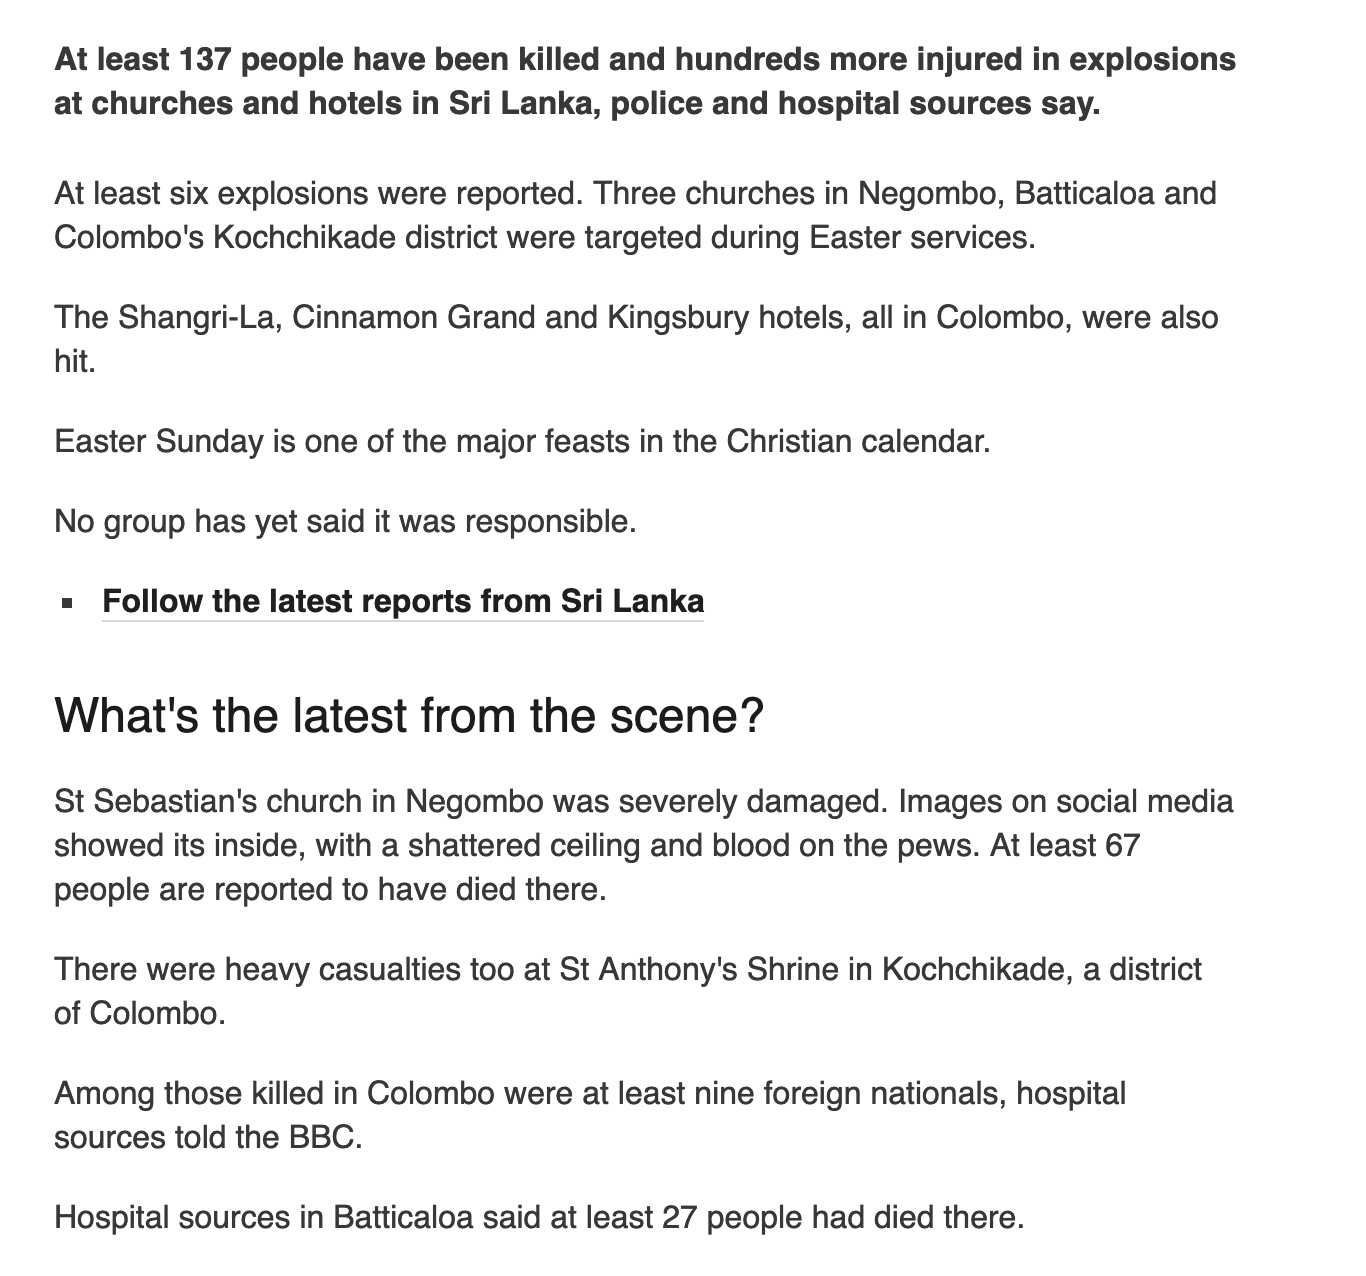 At least 137 people have been killed and hundreds more injured in explosions
at churches and hotels in Sri Lanka, police and hospital sources say.
At least six explosions were reported. Three churches in Negombo, Batticaloa and
Colombo's Kochchikade district were targeted during Easter services.
The Shangri-La, Cinnamon Grand and Kingsbury hotels, all in Colombo, were also
hit.
Easter Sunday is one of the major feasts in the Christian calendar.
No group has yet said it was responsible.
▪ Follow the latest reports from Sri Lanka
What's the latest from the scene?
St Sebastian's church in Negombo was severely damaged. Images on social media
showed its inside, with a shattered ceiling and blood on the pews. At least 67
people are reported to have died there.
There were heavy casualties too at St Anthony's Shrine in Kochchikade, a district
of Colombo.
Among those killed in Colombo were at least nine foreign nationals, hospital
sources told the BBC.
Hospital sources in Batticaloa said at least 27 people had died there.